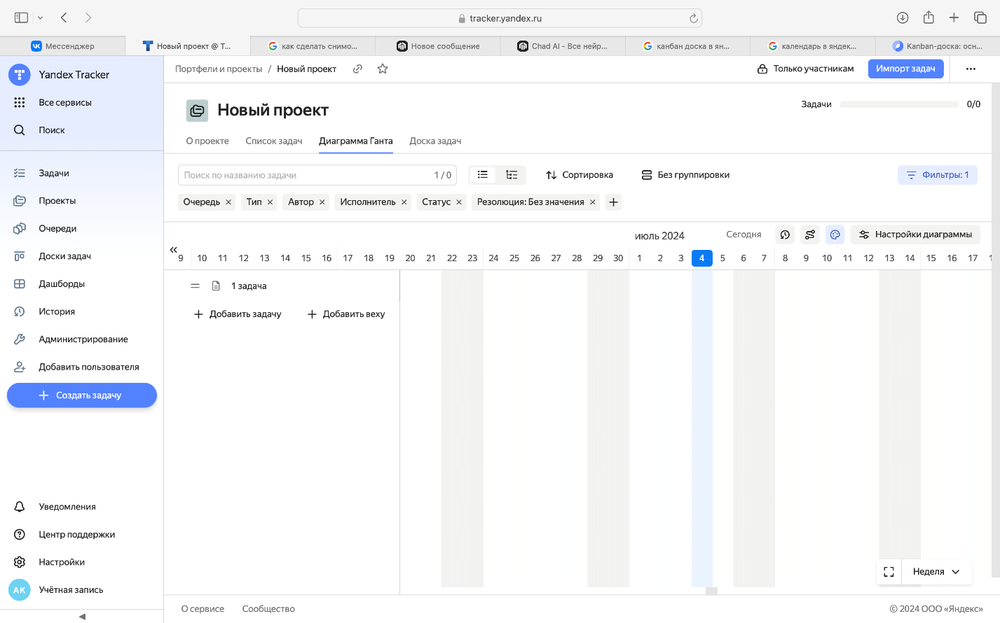 tracker.yandex.ru
Мессенджер
Новый проект @ T...
как сделать снимо...
Новое сообщение
Chad AI - Все нейр...
канбан доска в ян...
календарь в яндек...
Kanban-доска: осн...
Yandex Tracker
Все сервисы
Поиск
Задачи
Проекты
Очереди
Доски задач
Дашборды
История
Администрирование
Добавить пользователя
Создать задачу
Уведомления
Центр поддержки
Настройки
АК Учётная запись
Портфели и проекты / Новый проект
Только участникам
Импорт задач
Новый проект
Задачи 0/0
О проекте Список задач Диаграмма Ганта Доска задач
Поиск по названию задачи 1 / 0
Сортировка
Без группировки
Фильтры: 1
Очередь × Тип × Автор × Исполнитель × Статус × Резолюция: Без значения × +
июль 2024
Сегодня
Настройки диаграммы
9 10 11 12 13 14 15 16 17 18 19 20 21 22 23 24 25 26 27 28 29 30 1 2 3 4 5 6 7 8 9 10 11 12 13 14 15 16 17
1 задача
+ Добавить задачу + Добавить веху
Неделя
О сервисе Сообщество
© 2024 ООО «Яндекс»